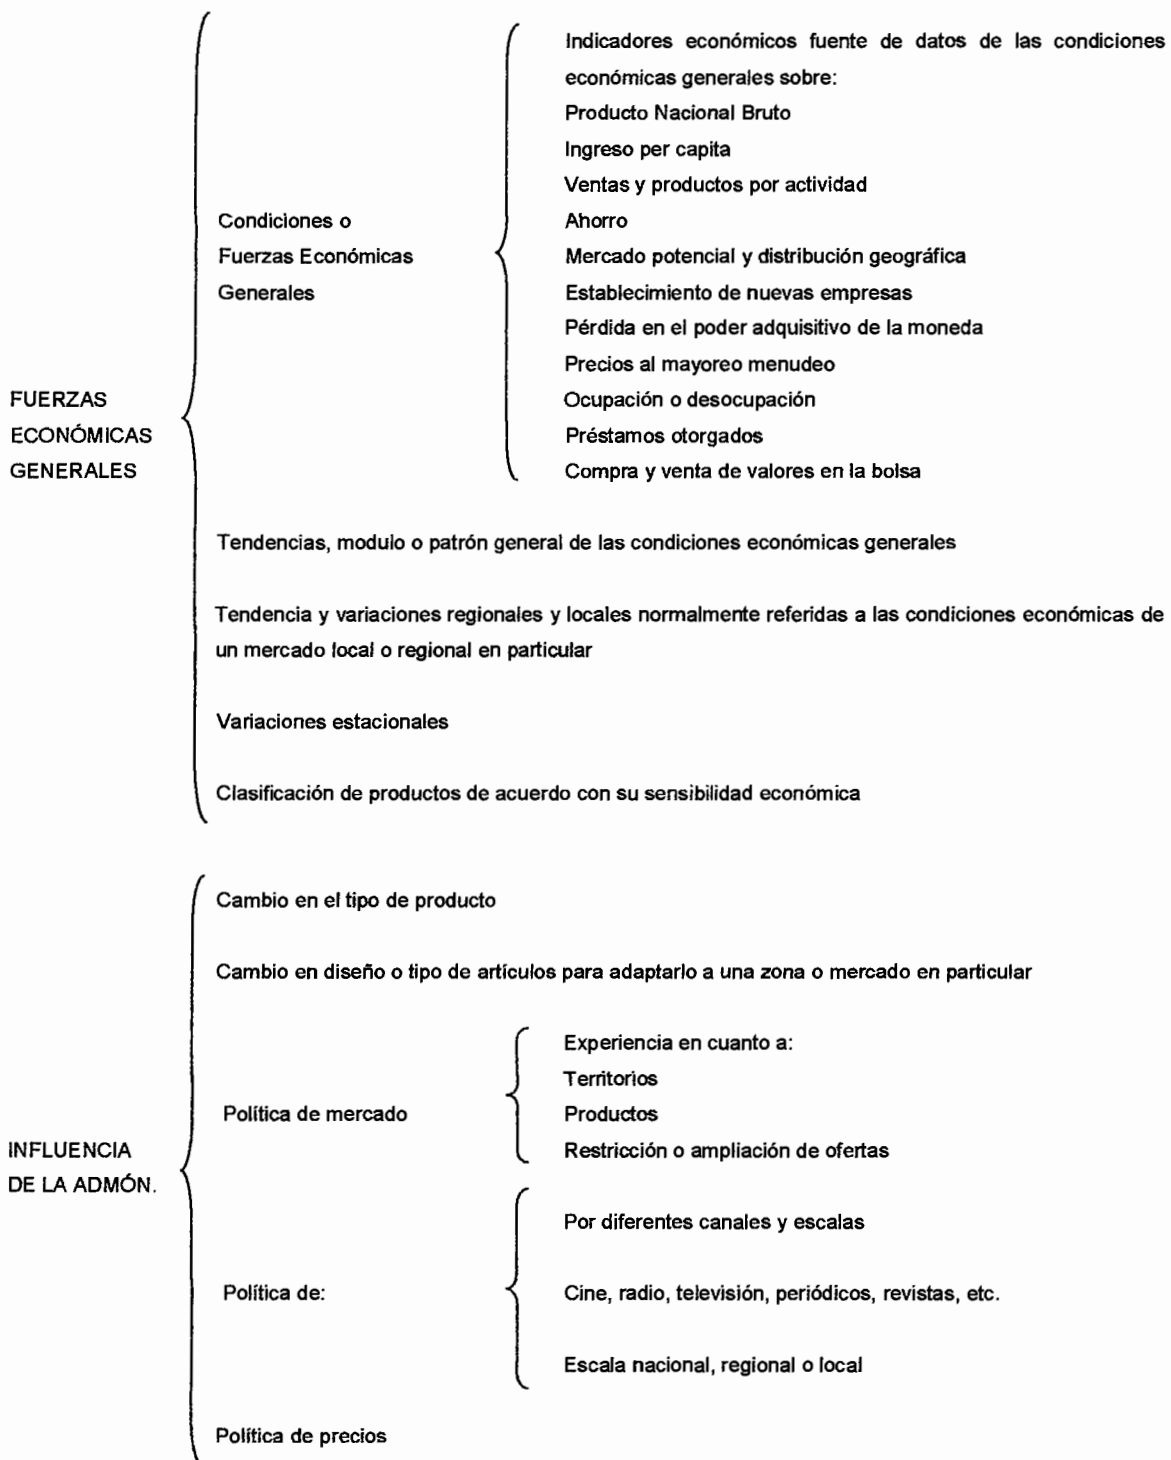 FUERZAS
ECONÓMICAS
GENERALES
Condiciones o
Fuerzas Económicas
Generales
Indicadores económicos fuente de datos de las condiciones
económicas generales sobre:
Producto Nacional Bruto
Ingreso per capita
Ventas y productos por actividad
Ahorro
Mercado potencial y distribución geográfica
Establecimiento de nuevas empresas
Pérdida en el poder adquisitivo de la moneda
Precios al mayoreo menudeo
Ocupación o desocupación
Préstamos otorgados
Compra y venta de valores en la bolsa
Tendencias, modulo o patrón general de las condiciones económicas generales
Tendencia y variaciones regionales y locales normalmente referidas a las condiciones económicas de
un mercado local o regional en particular
Variaciones estacionales
Clasificación de productos de acuerdo con su sensibilidad económica
INFLUENCIA
DE LA ADMÓN.
Cambio en el tipo de producto
Cambio en diseño o tipo de artículos para adaptarlo a una zona o mercado en particular
Política de mercado
Experiencia en cuanto a:
Territorios
Productos
Restricción o ampliación de ofertas
Política de:
Por diferentes canales y escalas
Cine, radio, televisión, periódicos, revistas, etc.
Escala nacional, regional o local
Política de precios